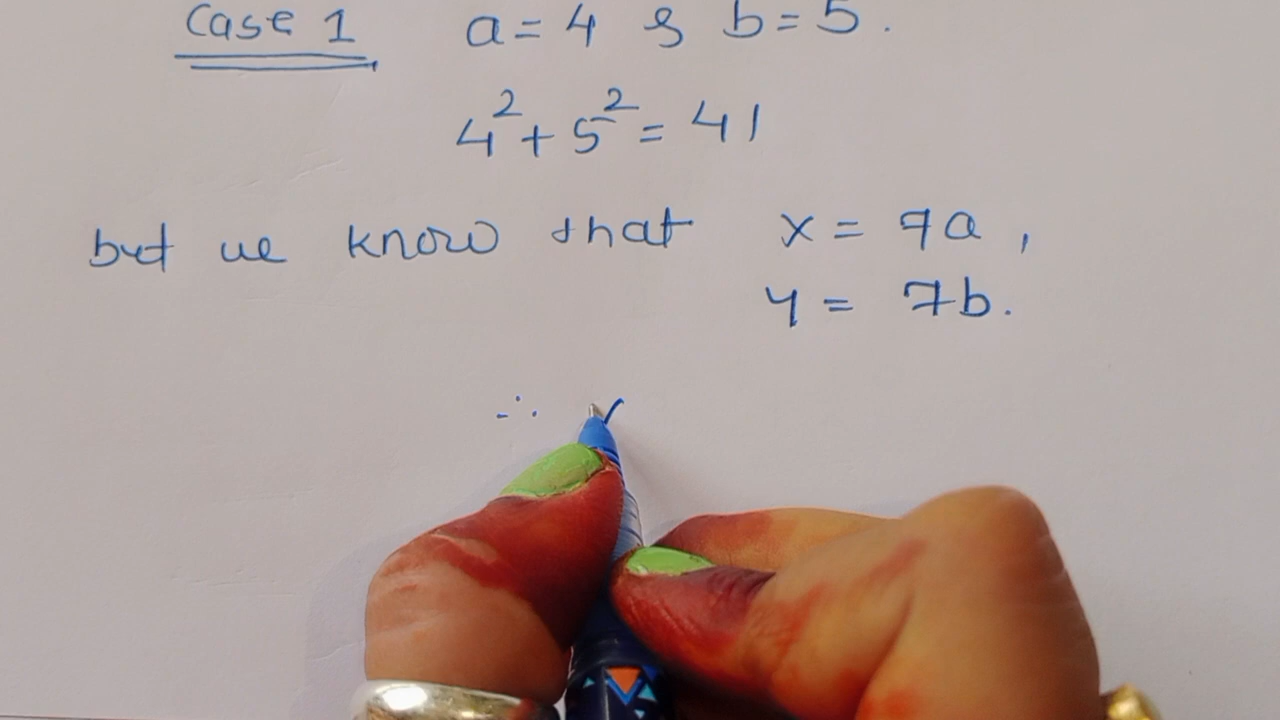 Case 1 a = 4 & b = 5.
4² + 5² = 41
but we know that x = 7a,
y = 7b.
∴